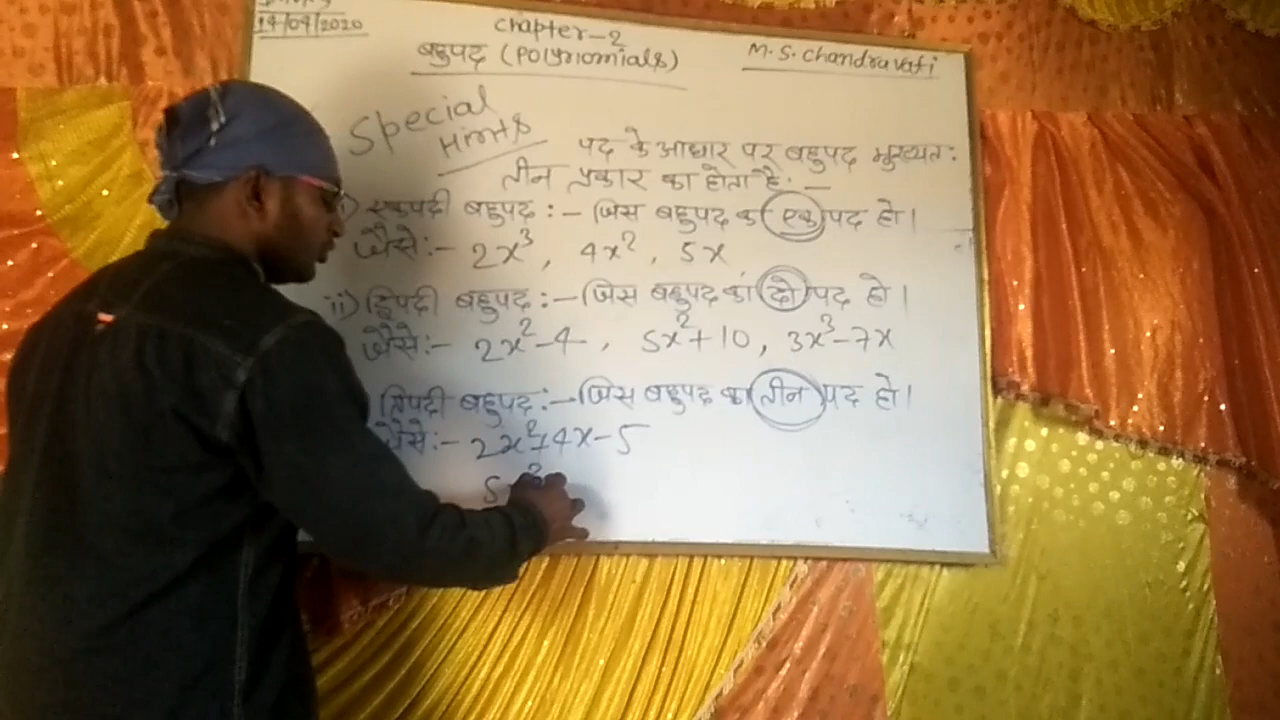 14/04/2020
Chapter-2
बहुपद (Polynomials)
M.S. Chandravati
Special
Hints
पद के आधार पर बहुपद मुख्यतः
तीन प्रकार का होता है: -
i) एकपदी बहुपद :- जिस बहुपद का एक पद हो।
जैसे:- 2x³, 4x², 5x
ii) द्विपदी बहुपद :- जिस बहुपद का दो पद हो।
जैसे:- 2x²-4, 5x²+10, 3x³-7x
त्रिपदी बहुपद :- जिस बहुपद का तीन पद हो।
जैसे:- 2x²+4x-5
5